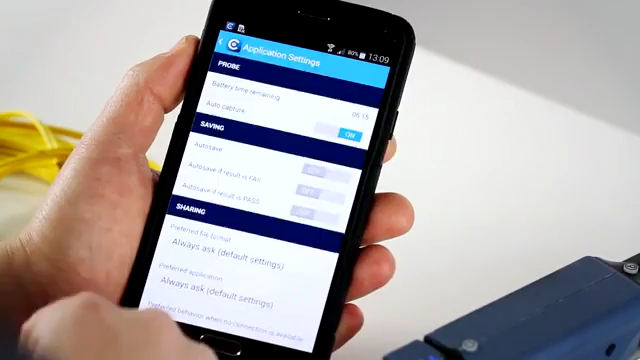 80% 13:09
Application Settings
PROBE
Battery time remaining 06:15
Auto capture
ON
SAVING
Autosave
OFF
Autosave if result is FAIL
OFF
Autosave if result is PASS
OFF
SHARING
Preferred file format
Always ask (default settings)
Preferred application
Always ask (default settings)
Preferred behavior when no connection is available